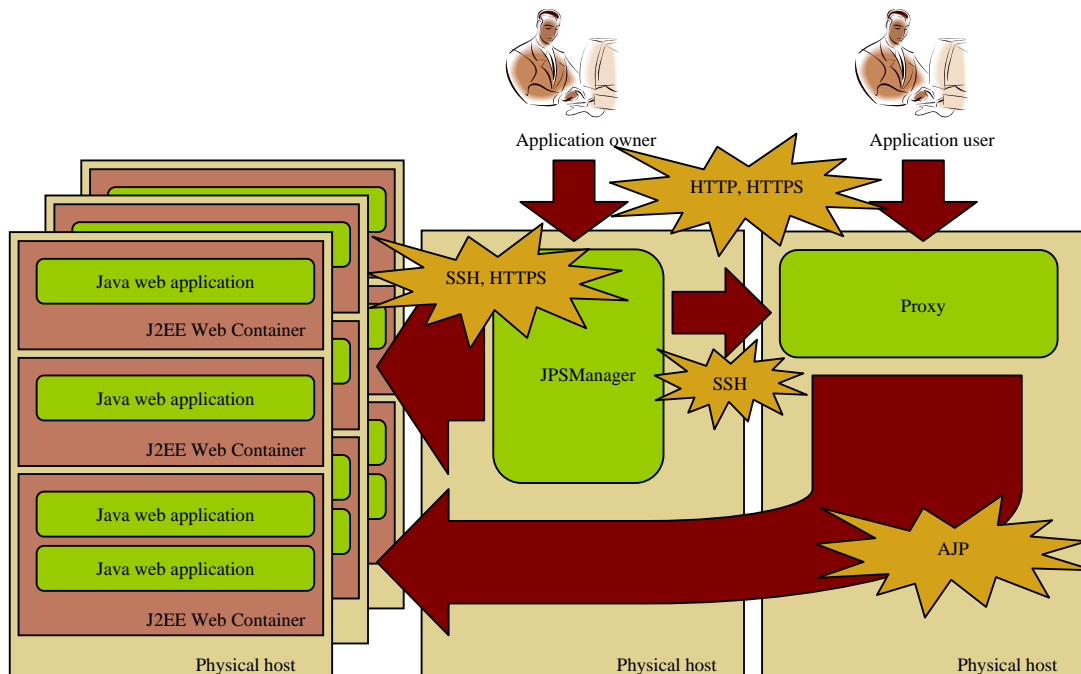 Application owner
Application user
HTTP, HTTPS
SSH, HTTPS
Java web application
J2EE Web Container
Java web application
J2EE Web Container
Java web application
Java web application
J2EE Web Container
Physical host
JPSManager
SSH
Physical host
Proxy
AJP
Physical host